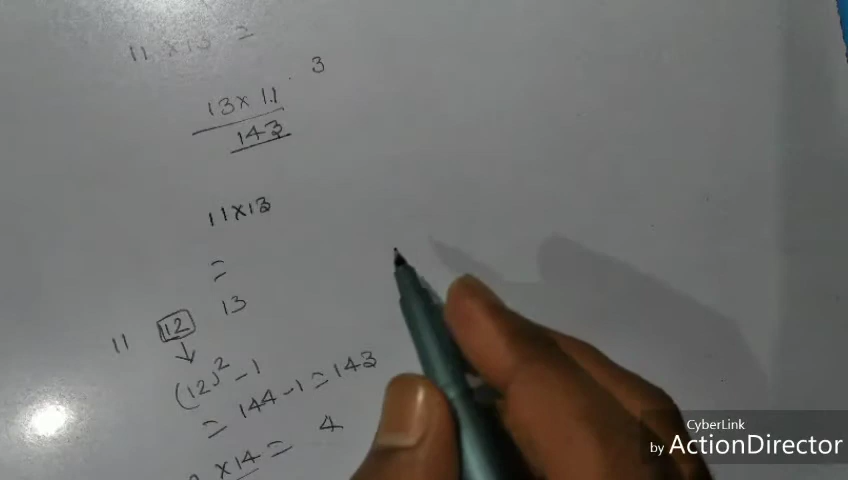 11 × 13 =
3
13 × 11
143
11×13
=
11 12 13
(12)² - 1
= 144 - 1 = 143
× 14 = 4
CyberLink
by ActionDirector